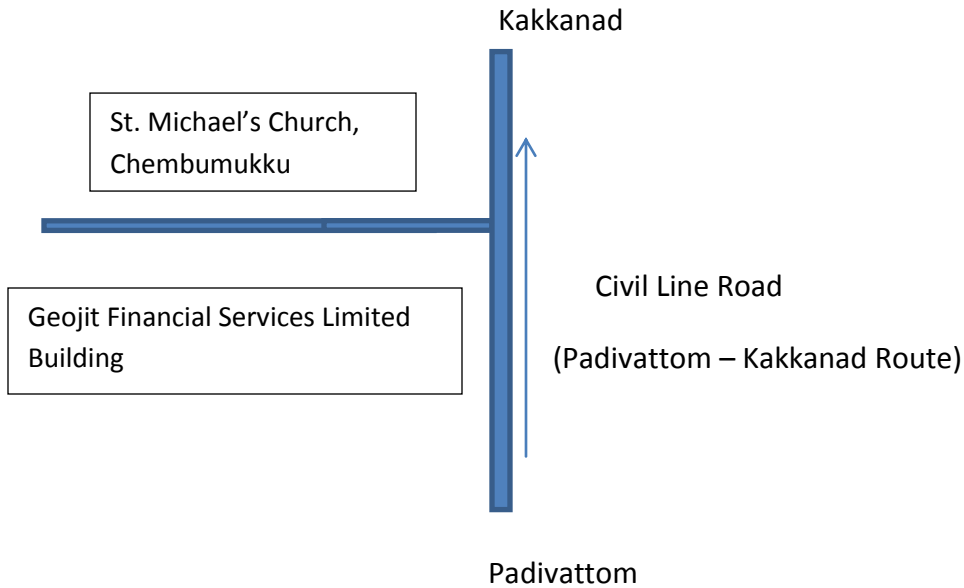 Kakkanad
St. Michael’s Church,
Chembumukku
Civil Line Road
Geojit Financial Services Limited
Building
(Padivattom – Kakkanad Route)
Padivattom